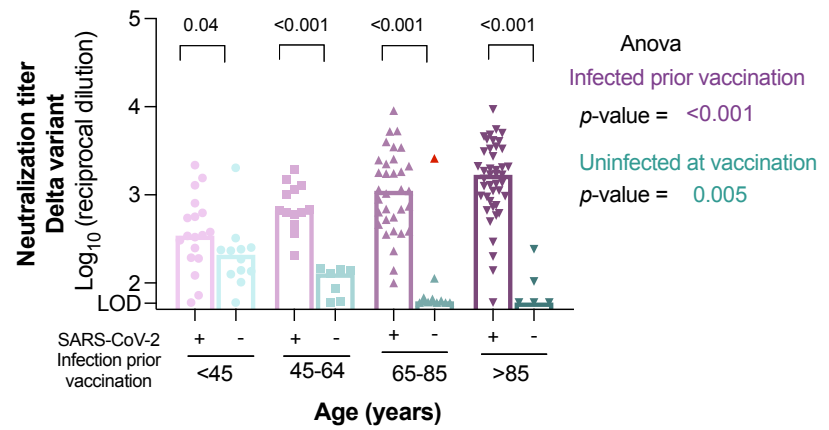 0.04
<0.001
<0.001
<0.001
5
4
3
2
LOD
Neutralization titer
Delta variant
Log10 (reciprocal dilution)
Anova
Infected prior vaccination
p-value = <0.001
Uninfected at vaccination
p-value = 0.005
SARS-CoV-2
Infection prior
vaccination
+ - + - + - + -
<45 45-64 65-85 >85
Age (years)